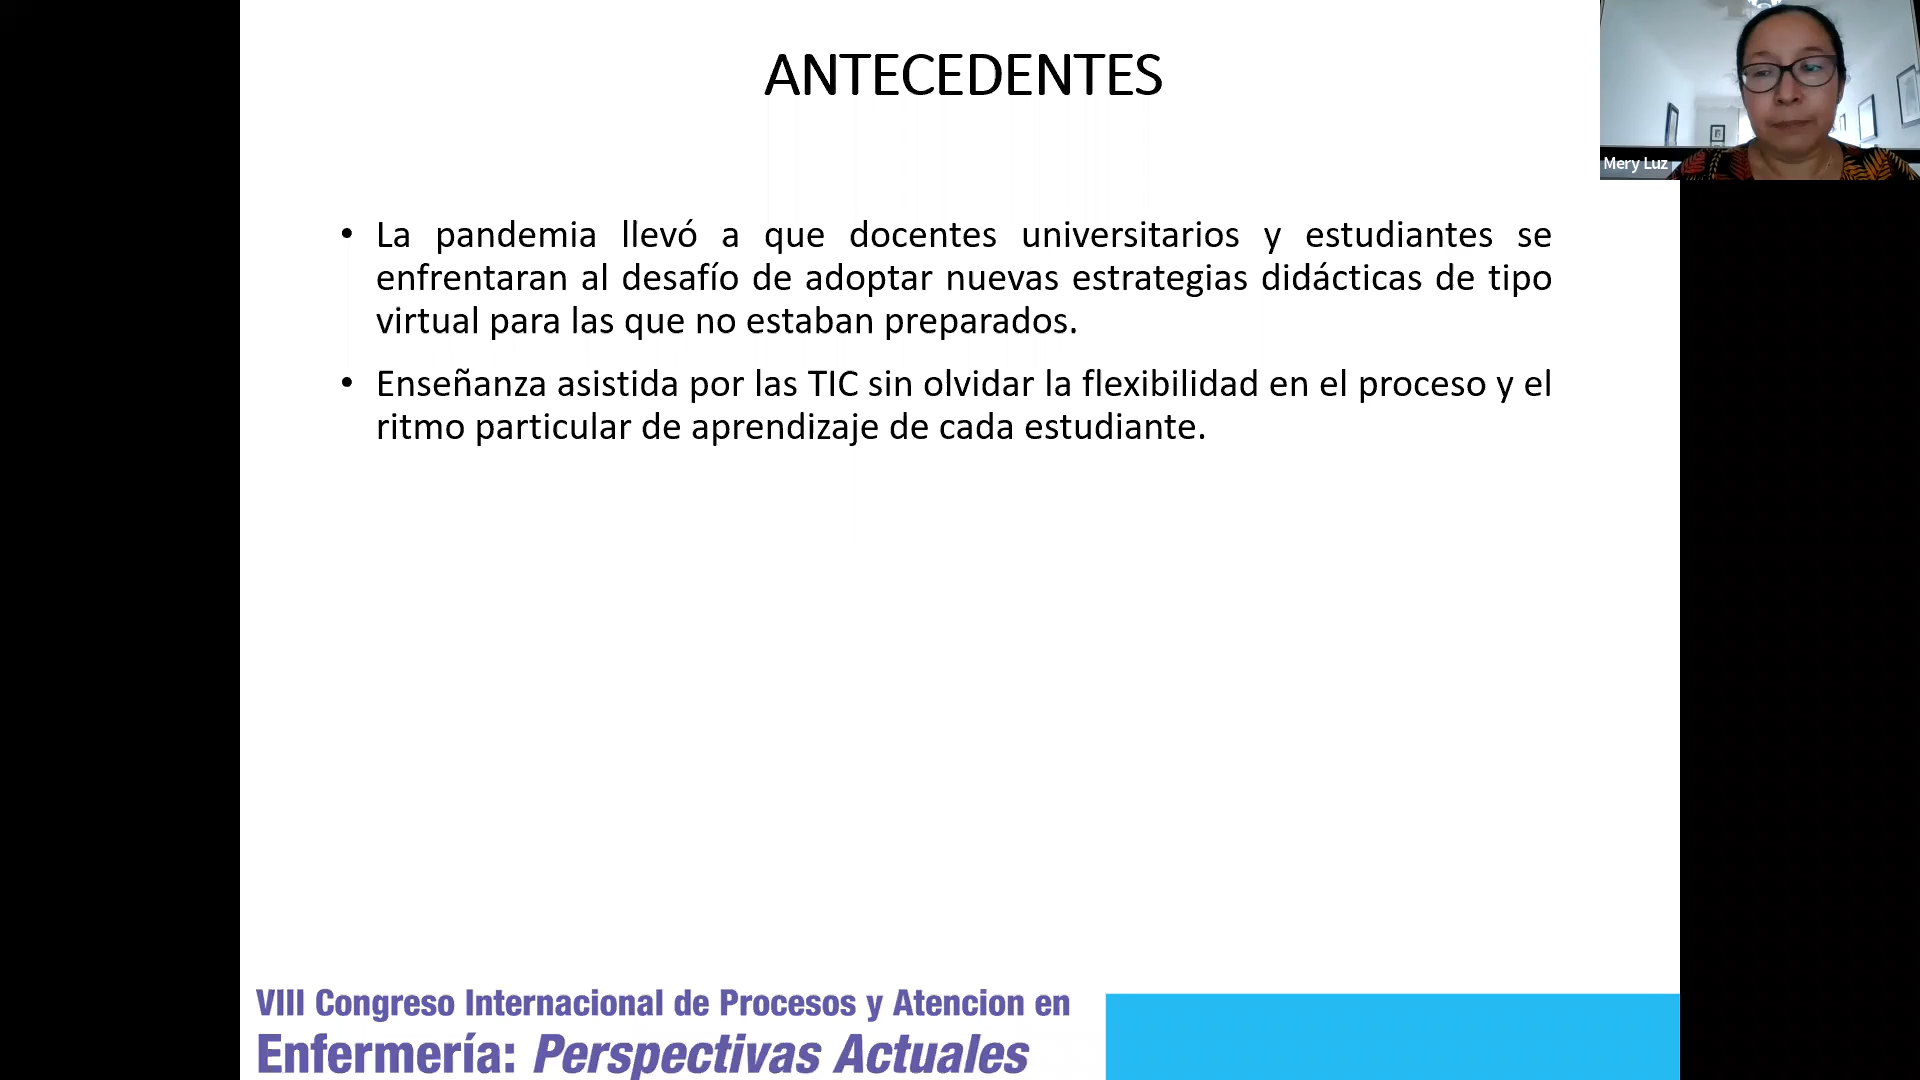 ANTECEDENTES
Mery Luz
• La pandemia llevó a que docentes universitarios y estudiantes se
enfrentaran al desafío de adoptar nuevas estrategias didácticas de tipo
virtual para las que no estaban preparados.
• Enseñanza asistida por las TIC sin olvidar la flexibilidad en el proceso y el
ritmo particular de aprendizaje de cada estudiante.
VIII Congreso Internacional de Procesos y Atencion en
Enfermería: Perspectivas Actuales